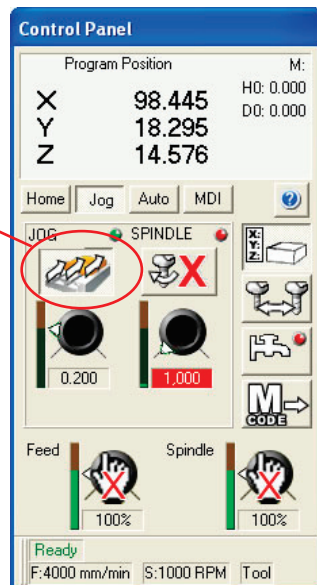 Control Panel
Program Position M:
H0: 0.000
X 98.445
D0: 0.000
Y 18.295
Z 14.576
Home Jog Auto MDI ?
JOG SPINDLE
X:
Y:
Z:
X
0.200 1,000
M
CODE
Feed Spindle
X X
100% 100%
Ready
F:4000 mm/min S:1000 RPM Tool